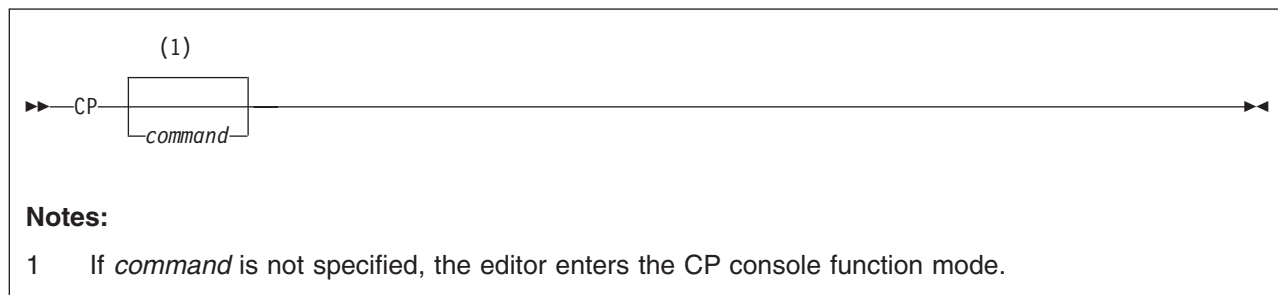 (1)
CP
command
Notes:
1 If command is not specified, the editor enters the CP console function mode.